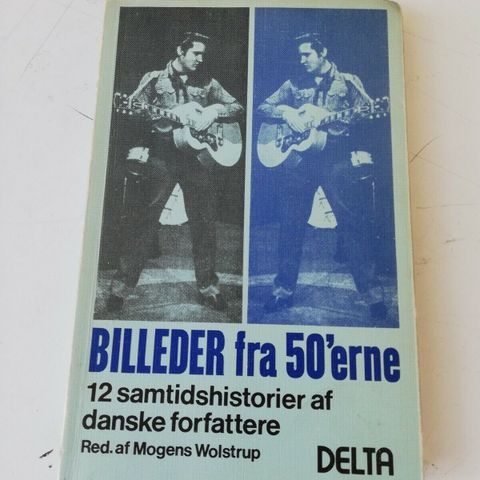 BILLEDER fra 50'erne
12 samtidshistorier af
danske forfattere
Red. af Mogens Wolstrup
DELTA